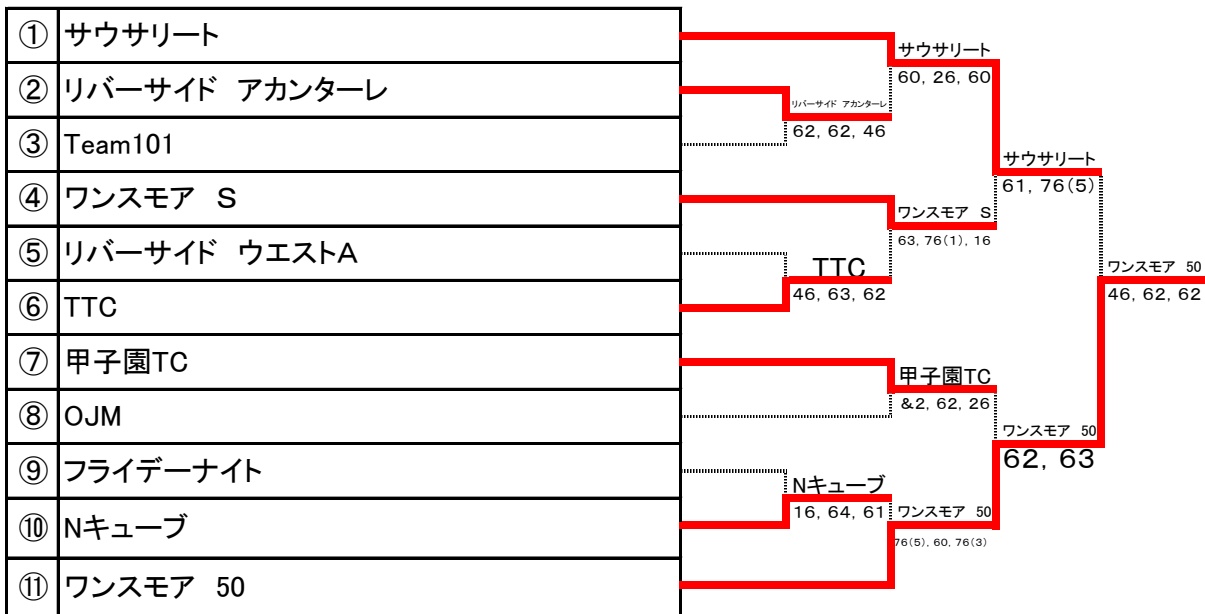 ① サウサリート
② リバーサイド アカンターレ
③ Team101
④ ワンスモア S
⑤ リバーサイド ウエストA
⑥ TTC
⑦ 甲子園TC
⑧ OJM
⑨ フライデーナイト
⑩ Nキューブ
⑪ ワンスモア 50
リバーサイド アカンターレ
62, 62, 46
TTC
46, 63, 62
Nキューブ
16, 64, 61
サウサリート
60, 26, 60
ワンスモア S
63, 76(1), 16
甲子園TC
&2, 62, 26
ワンスモア 50
76(5), 60, 76(3)
サウサリート
61, 76(5)
ワンスモア 50
62, 63
ワンスモア 50
46, 62, 62